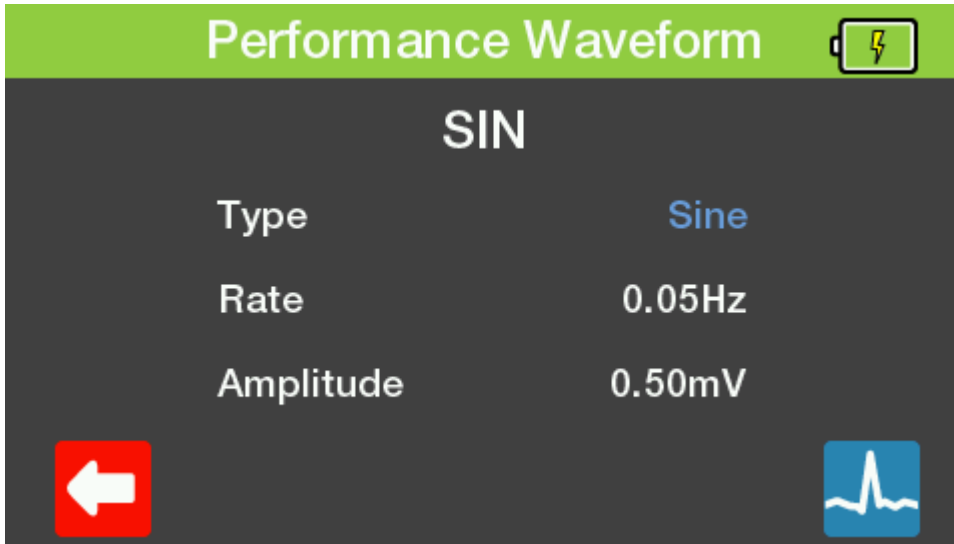 Performance Waveform
SIN
Type Sine
Rate 0.05Hz
Amplitude 0.50mV